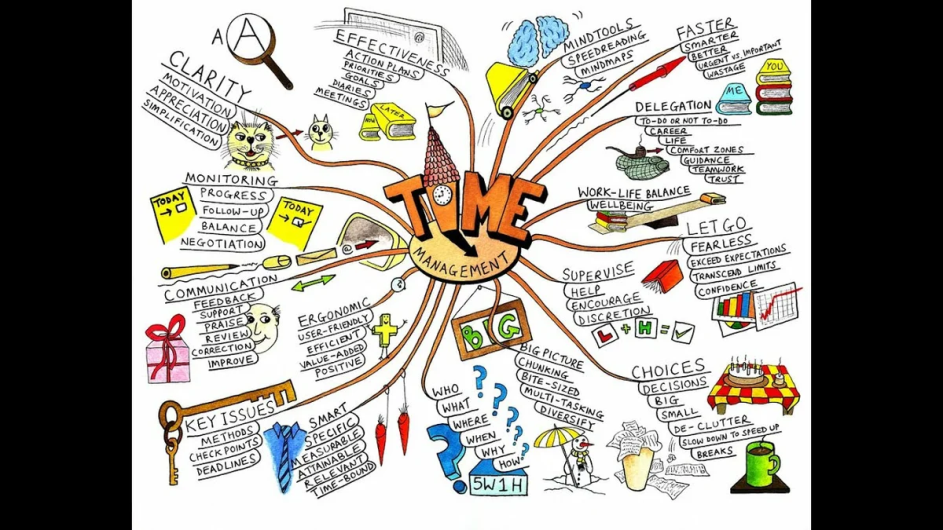 A A
CLARITY
MOTIVATION
APPRECIATION
SIMPLIFICATION
EFFECTIVENESS
ACTION PLANS
PRIORITIES
GOALS
DIARIES
MEETINGS
NOW
LATER
MINDTOOLS
SPEEDREADING
MINDMAPS
FASTER
SMARTER
BETTER
URGENT VS. IMPORTANT
WASTAGE
ME
YOU
DELEGATION
TO-DO OR NOT TO-DO
CAREER
LIFE
COMFORT ZONES
GUIDANCE
TEAMWORK
TRUST
WORK-LIFE BALANCE
WELLBEING
LET GO
FEARLESS
EXCEED EXPECTATIONS
TRANSCEND LIMITS
CONFIDENCE
TIME
MANAGEMENT
MONITORING
PROGRESS
FOLLOW-UP
BALANCE
NEGOTIATION
TODAY
TODAY
@
COMMUNICATION
FEEDBACK
SUPPORT
PRAISE
REVIEW
CORRECTION
IMPROVE
ERGONOMIC
USER-FRIENDLY
EFFICIENT
VALUE-ADDED
POSITIVE
SUPERVISE
HELP
ENCOURAGE
DISCRETION
L + H = ✓
BIG
BIG PICTURE
CHUNKING
BITE-SIZED
MULTI-TASKING
DIVERSIFY
CHOICES
DECISIONS
BIG
SMALL
DE-CLUTTER
SLOW DOWN TO SPEED UP
BREAKS
KEY ISSUES
METHODS
CHECK POINTS
DEADLINES
SMART
SPECIFIC
MEASURABLE
ATTAINABLE
RELEVANT
TIME-BOUND
WHO
WHAT
WHERE
WHEN
WHY
HOW?
? ? ? ? ? ? ? ?
5W1H